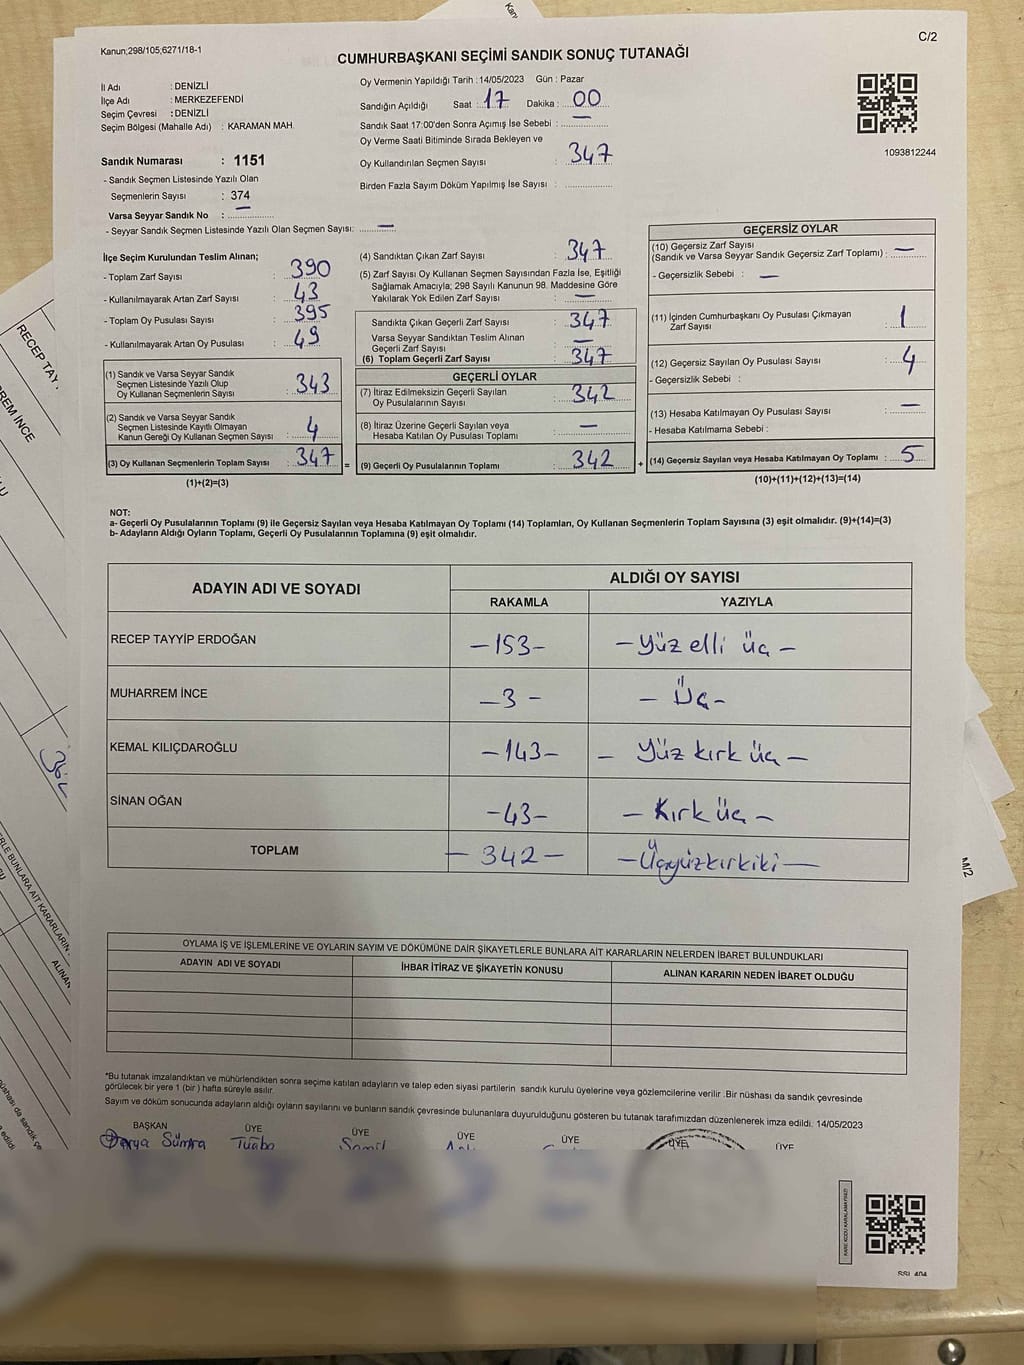 Kanun;298/105;6271/18-1
C/2
CUMHURBAŞKANI SEÇİMİ SANDIK SONUÇ TUTANAĞI
İl Adı : DENİZLİ
İlçe Adı : MERKEZEFENDİ
Seçim Çevresi : DENİZLİ
Seçim Bölgesi (Mahalle Adı) : KARAMAN MAH.
Sandık Numarası : 1151
- Sandık Seçmen Listesinde Yazılı Olan
Seçmenlerin Sayısı : 374
Varsa Seyyar Sandık No : —
- Seyyar Sandık Seçmen Listesinde Yazılı Olan Seçmen Sayısı: —
Oy Vermenin Yapıldığı Tarih : 14/05/2023 Gün : Pazar
Sandığın Açıldığı Saat : 17 Dakika : 00
Sandık Saat 17:00'den Sonra Açımış İse Sebebi : —
Oy Verme Saati Bitiminde Sırada Bekleyen ve
Oy Kullandırılan Seçmen Sayısı : 347
Birden Fazla Sayım Döküm Yapılmış İse Sayısı :
1093812244
İlçe Seçim Kurulundan Teslim Alınan;
- Toplam Zarf Sayısı : 390
- Kullanılmayarak Artan Zarf Sayısı : 43
- Toplam Oy Pusulası Sayısı : 395
- Kullanılmayarak Artan Oy Pusulası : 49
(1) Sandık ve Varsa Seyyar Sandık
Seçmen Listesinde Yazılı Olup
Oy Kullanan Seçmenlerin Sayısı : 343
(2) Sandık ve Varsa Seyyar Sandık
Seçmen Listesinde Kayıtlı Olmayan
Kanun Gereği Oy Kullanan Seçmen Sayısı : 4
(3) Oy Kullanan Seçmenlerin Toplam Sayısı : 347
(1)+(2)=(3)
(4) Sandıktan Çıkan Zarf Sayısı : 347
(5) Zarf Sayısı Oy Kullanan Seçmen Sayısından Fazla İse, Eşitliği
Sağlamak Amacıyla; 298 Sayılı Kanunun 98. Maddesine Göre
Yakılarak Yok Edilen Zarf Sayısı : —
Sandıkta Çıkan Geçerli Zarf Sayısı : 347
Varsa Seyyar Sandıktan Teslim Alınan
Geçerli Zarf Sayısı : —
(6) Toplam Geçerli Zarf Sayısı : 347
GEÇERLİ OYLAR
(7) İtiraz Edilmeksizin Geçerli Sayılan
Oy Pusulalarının Sayısı : 342
(8) İtiraz Üzerine Geçerli Sayılan veya
Hesaba Katılan Oy Pusulası Toplamı : —
= (9) Geçerli Oy Pusulalarının Toplamı : 342 +
GEÇERSİZ OYLAR
(10) Geçersiz Zarf Sayısı
(Sandık ve Varsa Seyyar Sandık Geçersiz Zarf Toplamı) : —
- Geçersizlik Sebebi : —
(11) İçinden Cumhurbaşkanı Oy Pusulası Çıkmayan
Zarf Sayısı : 1
(12) Geçersiz Sayılan Oy Pusulası Sayısı : 4
- Geçersizlik Sebebi :
(13) Hesaba Katılmayan Oy Pusulası Sayısı : —
- Hesaba Katılmama Sebebi :
(14) Geçersiz Sayılan veya Hesaba Katılmayan Oy Toplamı : 5
(10)+(11)+(12)+(13)=(14)
NOT:
a- Geçerli Oy Pusulalarının Toplamı (9) ile Geçersiz Sayılan veya Hesaba Katılmayan Oy Toplamı (14) Toplamları, Oy Kullanan Seçmenlerin Toplam Sayısına (3) eşit olmalıdır. (9)+(14)=(3)
b- Adayların Aldığı Oyların Toplamı, Geçerli Oy Pusulalarının Toplamına (9) eşit olmalıdır.
ADAYIN ADI VE SOYADI
ALDIĞI OY SAYISI
RAKAMLA YAZIYLA
RECEP TAYYİP ERDOĞAN –153– – Yüz elli üç –
MUHARREM İNCE –3– – Üç –
KEMAL KILIÇDAROĞLU –143– – Yüz kırk üç –
SİNAN OĞAN –43– – Kırk üç –
TOPLAM – 342 – – Üçyüzkırkiki –
OYLAMA İŞ VE İŞLEMLERİNE VE OYLARIN SAYIM VE DÖKÜMÜNE DAİR ŞİKAYETLERLE BUNLARA AİT KARARLARIN NELERDEN İBARET BULUNDUKLARI
ADAYIN ADI VE SOYADI İHBAR İTİRAZ VE ŞİKAYETİN KONUSU ALINAN KARARIN NEDEN İBARET OLDUĞU
*Bu tutanak imzalandıktan ve mühürlendikten sonra seçime katılan adayların ve talep eden siyasi partilerin sandık kurulu üyelerine veya gözlemcilerine verilir .Bir nüshası da sandık çevresinde
görülecek bir yere 1 (bir ) hafta süreyle asılır.
Sayım ve döküm sonucunda adayların aldığı oyların sayılarını ve bunların sandık çevresinde bulunanlara duyurulduğunu gösteren bu tutanak tarafımızdan düzenlenerek imza edildi. 14/05/2023
BAŞKAN ÜYE ÜYE ÜYE ÜYE ÜYE ÜYE
Derya Sümra Tuğba
KARE KODU KARALAMAYINIZ!
RECEP TAY
REM İNCE
M/2